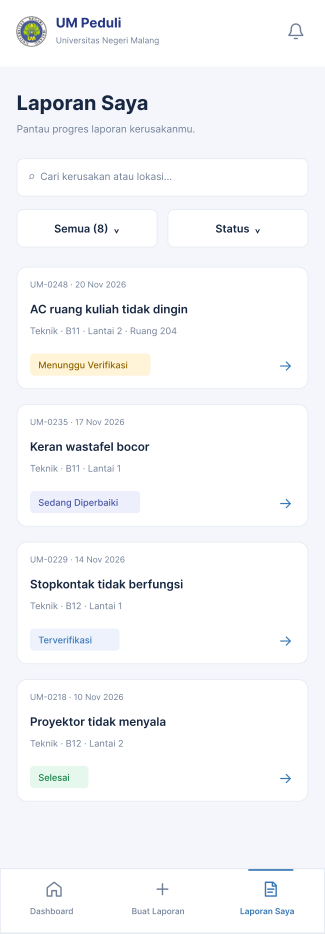 UM Peduli
Universitas Negeri Malang
Laporan Saya
Pantau progres laporan kerusakanmu.
Cari kerusakan atau lokasi...
Semua (8)
Status
UM-0248 · 20 Nov 2026
AC ruang kuliah tidak dingin
Teknik · B11 · Lantai 2 · Ruang 204
Menunggu Verifikasi
UM-0235 · 17 Nov 2026
Keran wastafel bocor
Teknik · B11 · Lantai 1
Sedang Diperbaiki
UM-0229 · 14 Nov 2026
Stopkontak tidak berfungsi
Teknik · B12 · Lantai 1
Terverifikasi
UM-0218 · 10 Nov 2026
Proyektor tidak menyala
Teknik · B12 · Lantai 2
Selesai
Dashboard
Buat Laporan
Laporan Saya